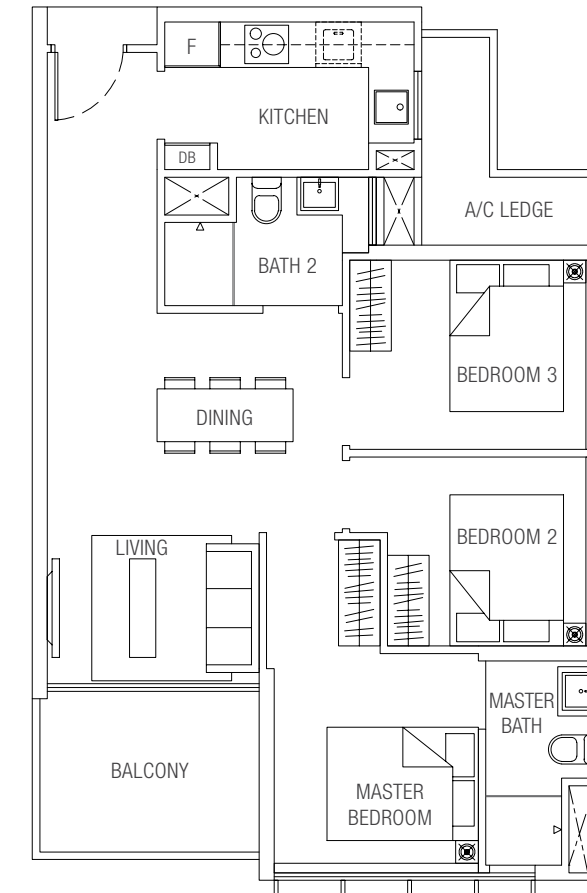 F
KITCHEN
DB
A/C LEDGE
BATH 2
BEDROOM 3
DINING
BEDROOM 2
LIVING
MASTER
BATH
BALCONY
MASTER
BEDROOM